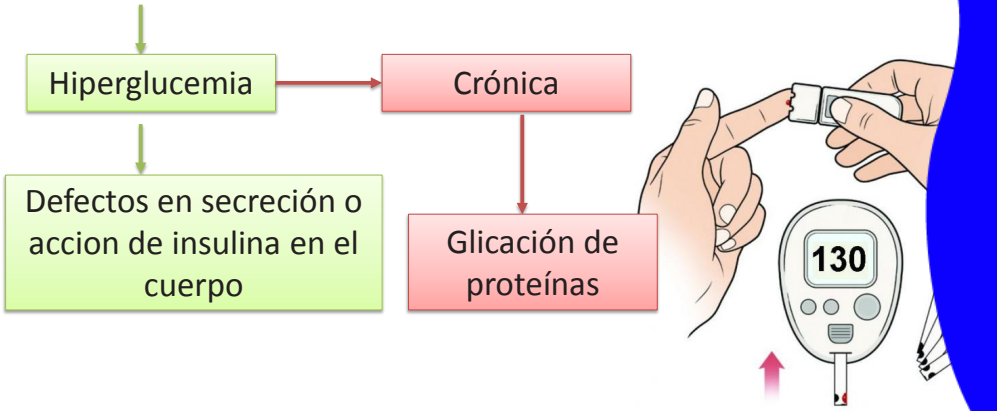 Hiperglucemia
Crónica
Defectos en secreción o
accion de insulina en el
cuerpo
Glicación de
proteínas
130